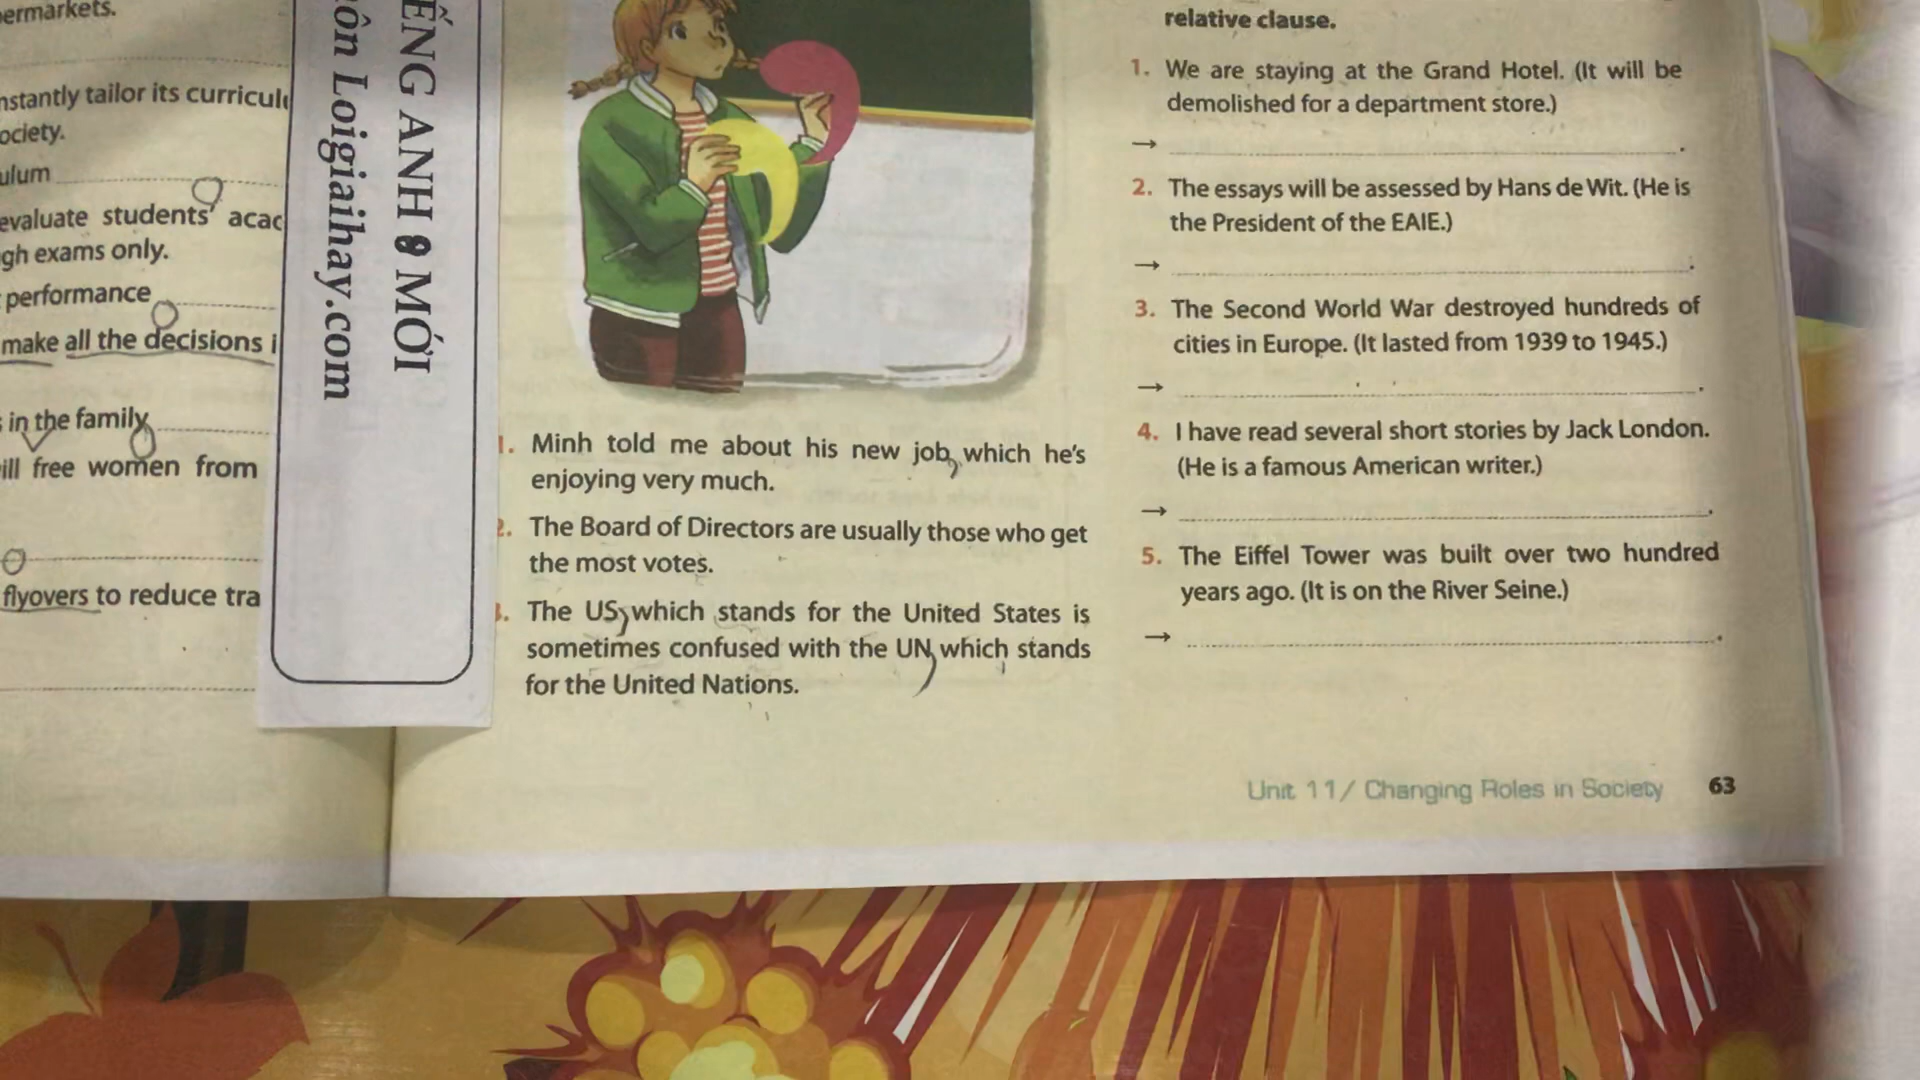 ermarkets.
nstantly tailor its curricul
ociety.
ulum
evaluate students' acad
gh exams only.
performance
make all the decisions i
in the family
ill free women from
flyovers to reduce tra
ẾNG ANH 8 MỚI
ôn Loigiaihay.com
1. Minh told me about his new job, which he's
enjoying very much.
2. The Board of Directors are usually those who get
the most votes.
3. The US, which stands for the United States is
sometimes confused with the UN, which stands
for the United Nations.
relative clause.
1. We are staying at the Grand Hotel. (It will be
demolished for a department store.)
→ .
2. The essays will be assessed by Hans de Wit. (He is
the President of the EAIE.)
→ .
3. The Second World War destroyed hundreds of
cities in Europe. (It lasted from 1939 to 1945.)
→ .
4. I have read several short stories by Jack London.
(He is a famous American writer.)
→ .
5. The Eiffel Tower was built over two hundred
years ago. (It is on the River Seine.)
→ .
Unit 11/ Changing Roles in Society 63